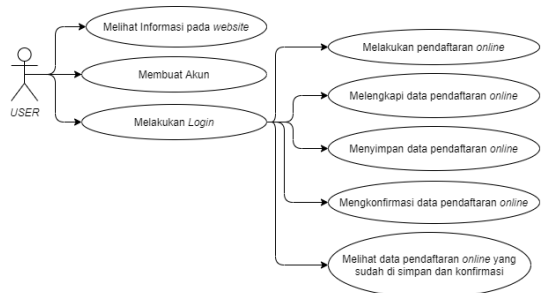 Melihat Informasi pada website
Membuat Akun
USER
Melakukan Login
Melakukan pendaftaran online
Melengkapi data pendaftaran online
Menyimpan data pendaftaran online
Mengkonfirmasi data pendaftaran online
Melihat data pendaftaran online yang
sudah di simpan dan konfirmasi